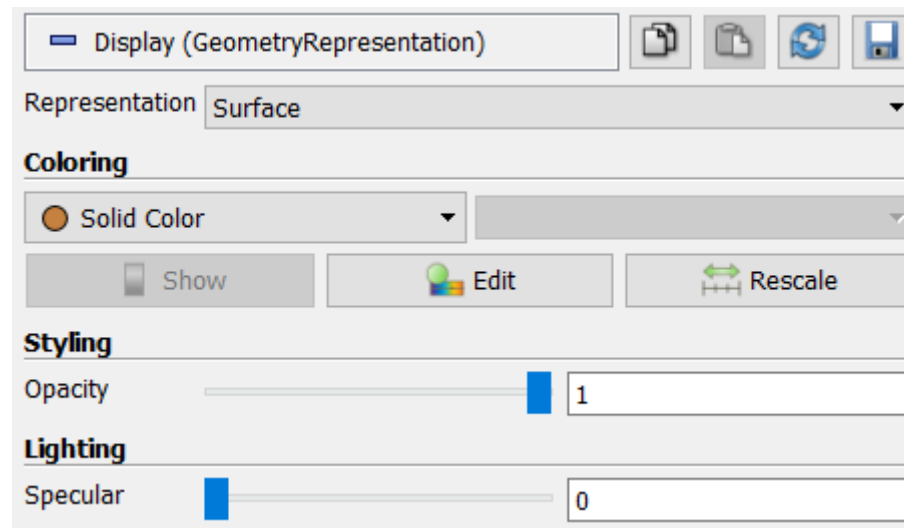 Display (GeometryRepresentation)
Representation Surface
Coloring
Solid Color
Show Edit Rescale
Styling
Opacity 1
Lighting
Specular 0